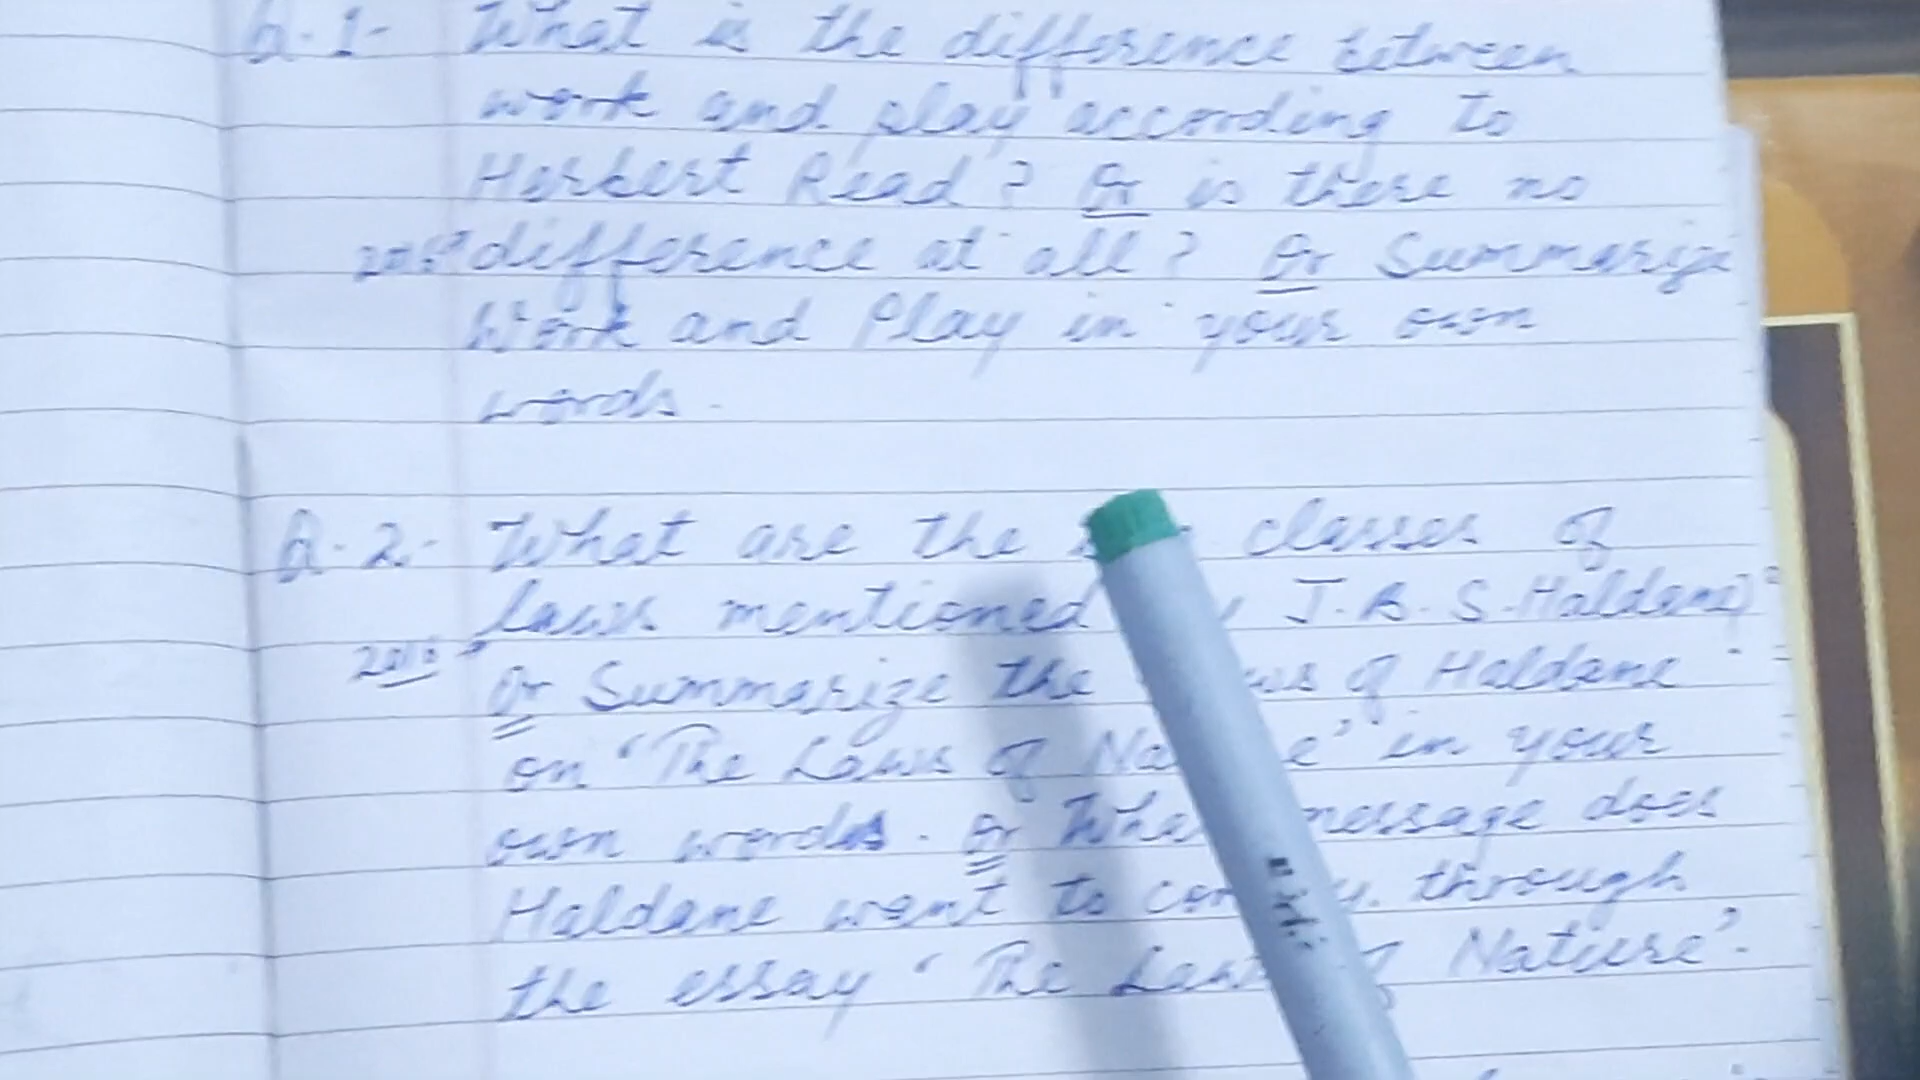 Q.1- What is the difference between
work and play according to
Herbert Read? Or is there no
difference at all? Or Summarize
Work and Play in your own
words.
Q.2- What are the classes of
laws mentioned J.B.S. Haldane?
2018
Or Summarize the of Haldane
on 'The Laws of in your
own words. Or message does
Haldane want to through
the essay 'The Nature'.